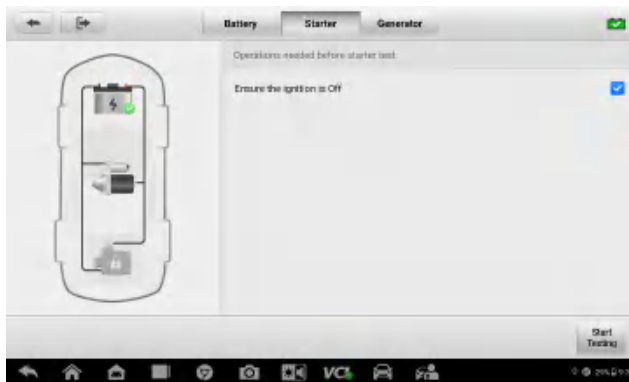 Battery
Starter
Generator
Operations needed before starter test
Ensure the ignition is Off
Start
Testing
VCI